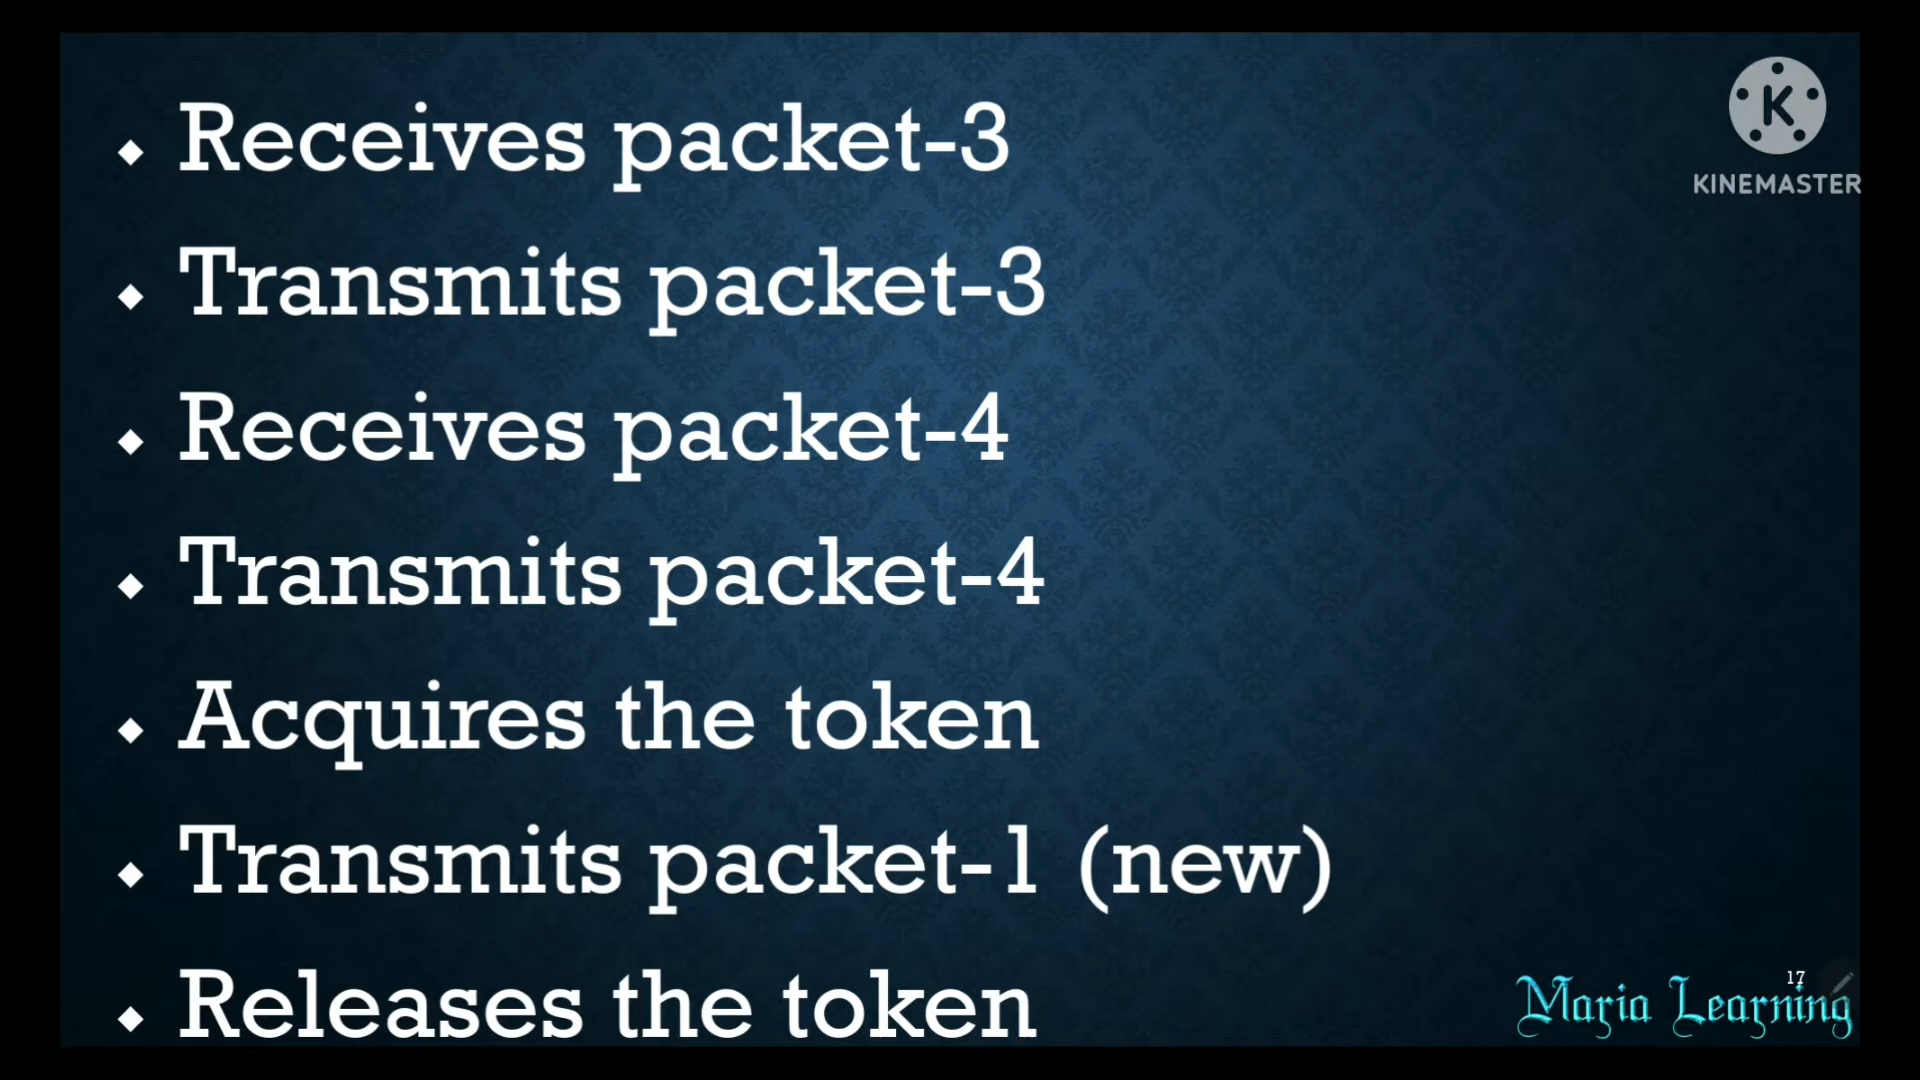 Receives packet-3
Transmits packet-3
Receives packet-4
Transmits packet-4
Acquires the token
Transmits packet-1 (new)
Releases the token
K
KINEMASTER
17
Maria Learning